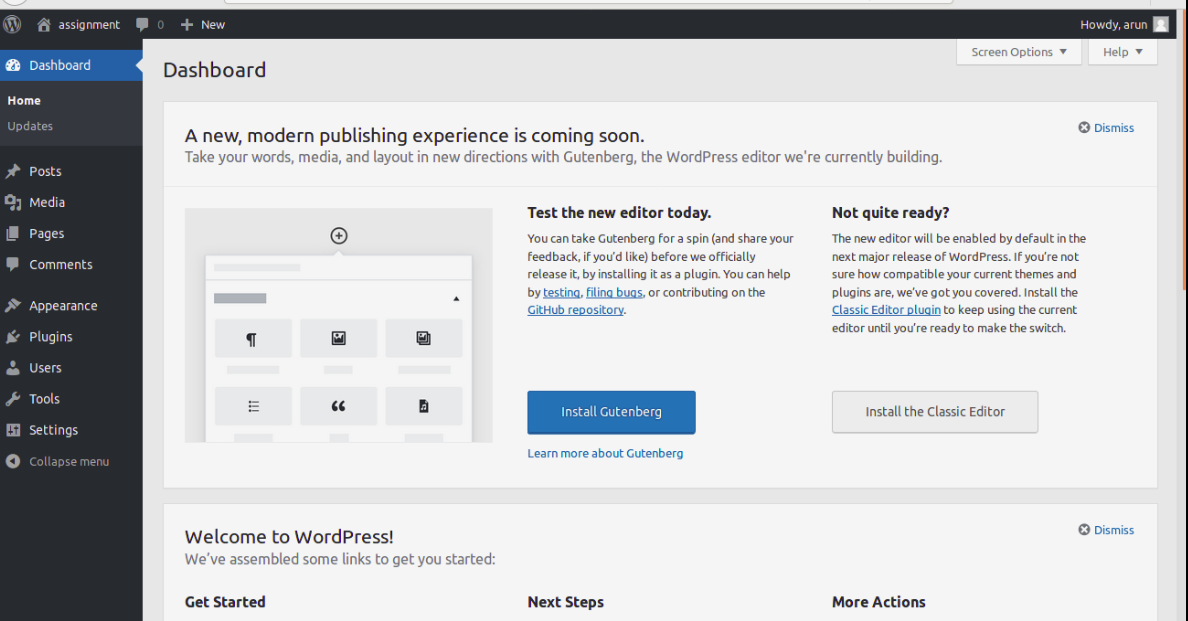 assignment 0 New Howdy, arun
Dashboard
Home
Updates
Posts
Media
Pages
Comments
Appearance
Plugins
Users
Tools
Settings
Collapse menu
Screen Options Help
Dashboard
A new, modern publishing experience is coming soon.
Dismiss
Take your words, media, and layout in new directions with Gutenberg, the WordPress editor we're currently building.
Test the new editor today.
You can take Gutenberg for a spin (and share your
feedback, if you'd like) before we officially
release it, by installing it as a plugin. You can help
by testing, filing bugs, or contributing on the
GitHub repository.
Install Gutenberg
Learn more about Gutenberg
Not quite ready?
The new editor will be enabled by default in the
next major release of WordPress. If you're not
sure how compatible your current themes and
plugins are, we've got you covered. Install the
Classic Editor plugin to keep using the current
editor until you're ready to make the switch.
Install the Classic Editor
Welcome to WordPress!
Dismiss
We've assembled some links to get you started:
Get Started
Next Steps
More Actions